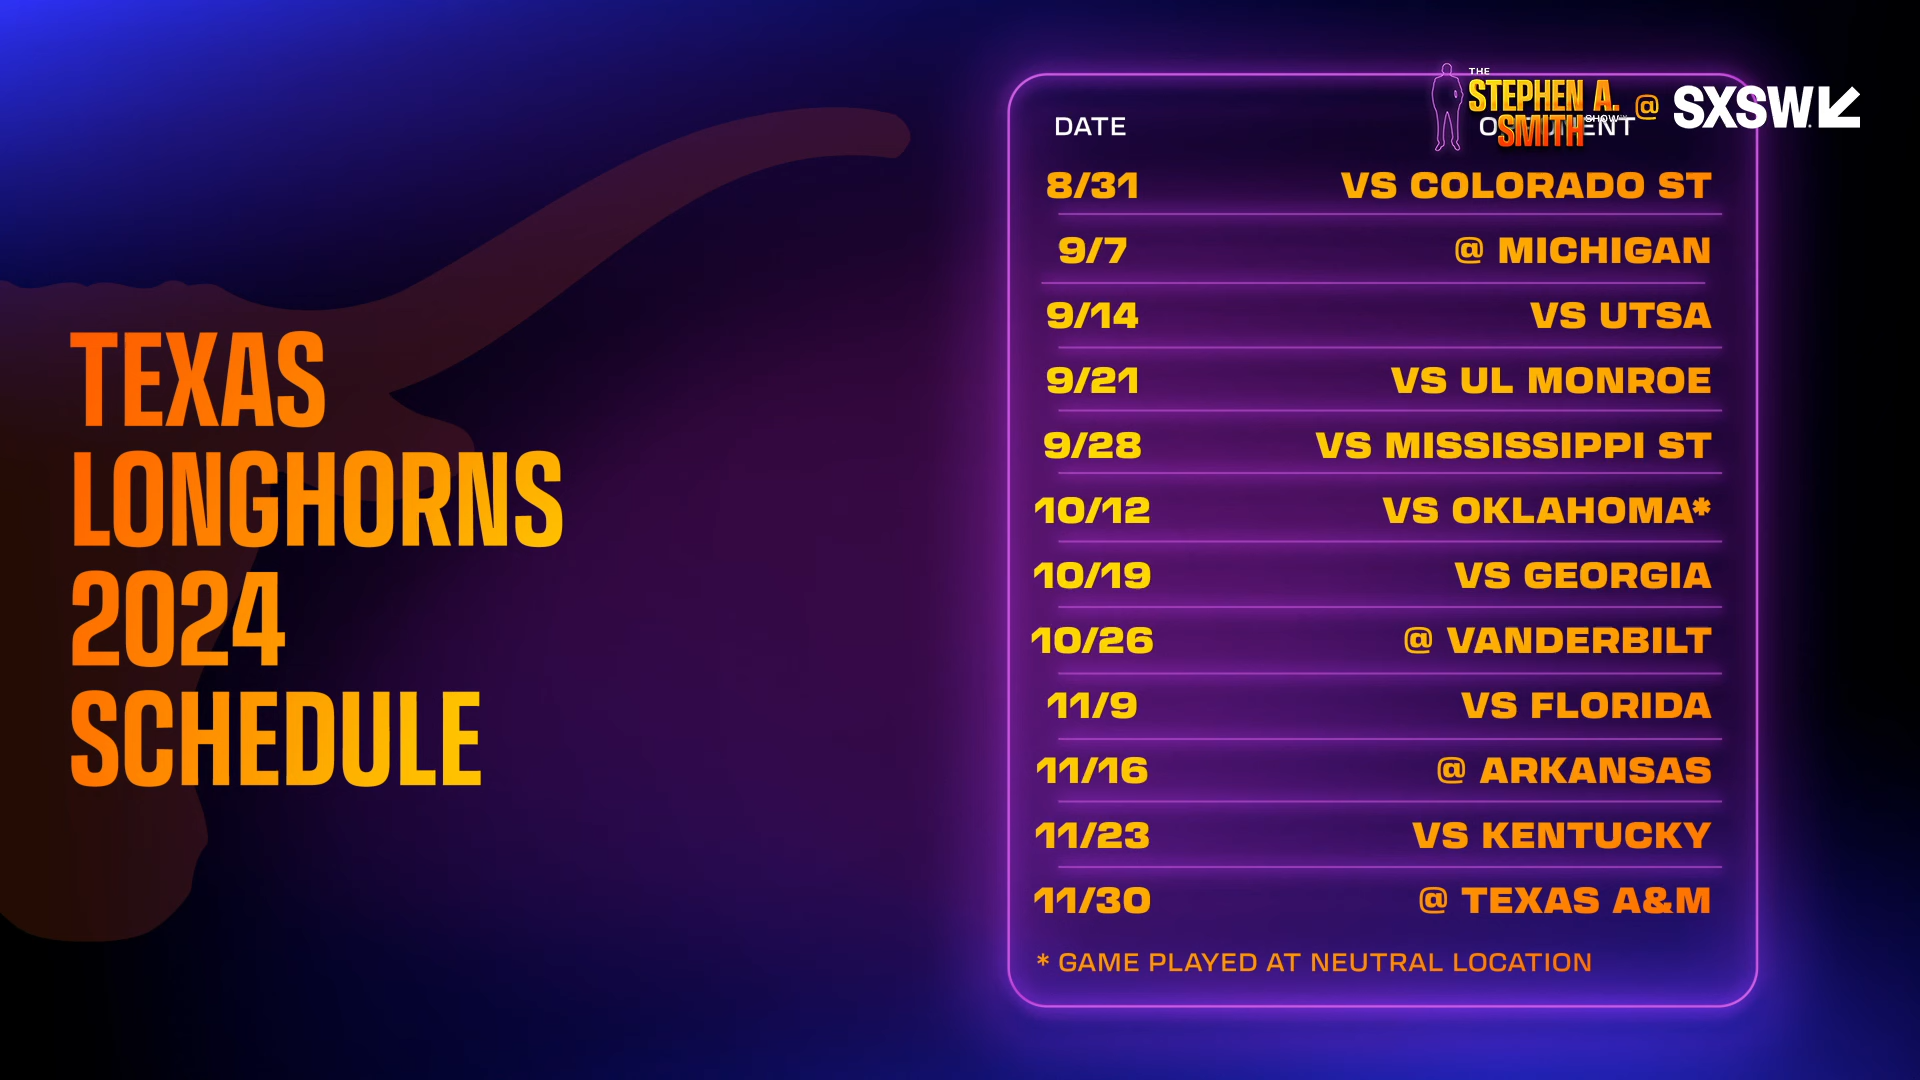 TEXAS
LONGHORNS
2024
SCHEDULE
THE
STEPHEN A.
SMITH SHOW
@ SXSW
DATE
8/31 VS COLORADO ST
9/7 @ MICHIGAN
9/14 VS UTSA
9/21 VS UL MONROE
9/28 VS MISSISSIPPI ST
10/12 VS OKLAHOMA*
10/19 VS GEORGIA
10/26 @ VANDERBILT
11/9 VS FLORIDA
11/16 @ ARKANSAS
11/23 VS KENTUCKY
11/30 @ TEXAS A&M
* GAME PLAYED AT NEUTRAL LOCATION